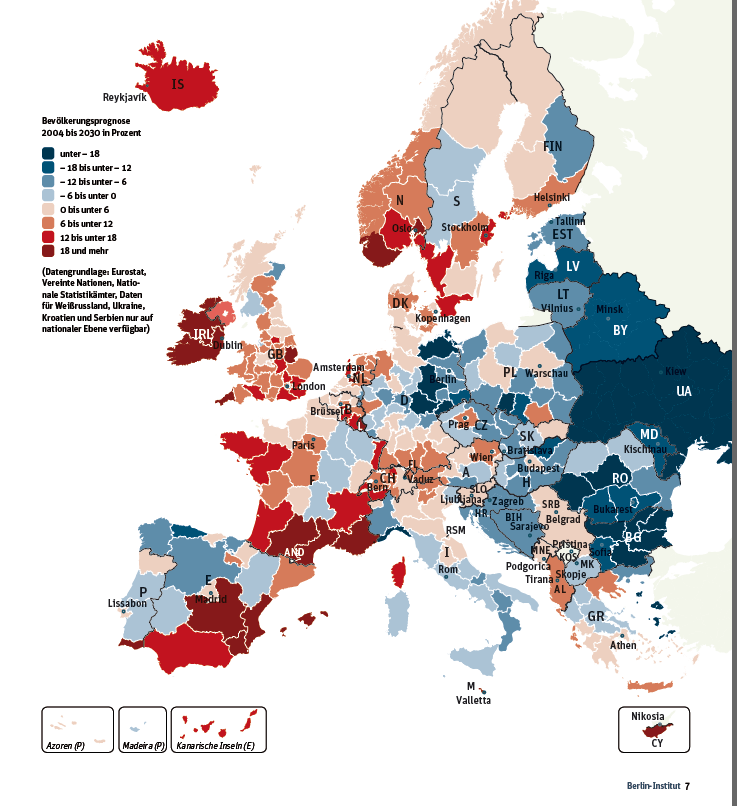 IS
Reykjavík
Bevölkerungsprognose
2004 bis 2030 in Prozent
unter – 18
– 18 bis unter – 12
– 12 bis unter – 6
– 6 bis unter 0
0 bis unter 6
6 bis unter 12
12 bis unter 18
18 und mehr
(Datengrundlage: Eurostat,
Vereinte Nationen, Natio-
nale Statistikämter, Daten
für Weißrussland, Ukraine,
Kroatien und Serbien nur auf
nationaler Ebene verfügbar)
FIN
N
S
Helsinki
Oslo
Stockholm
Tallinn
EST
LV
Riga
LT
Vilnius
Minsk
BY
DK
Kopenhagen
IRL
Dublin
GB
London
Amsterdam
NL
Berlin
D
PL
Warschau
Kiew
UA
Brüssel
B
L
Paris
F
Prag
CZ
SK
Bratislava
Wien
MD
Kischinau
FL
CH
Bern
Vaduz
A
Budapest
H
RO
SLO
Ljubljana
Zagreb
HR
BIH
Sarajevo
SRB
Belgrad
Bukarest
RSM
I
Rom
MNE
Podgorica
Priština
KOS
Sofia
BG
MK
Skopje
Tirana
AL
AND
E
Madrid
P
Lissabon
GR
Athen
M
Valletta
Azoren (P)
Madeira (P)
Kanarische Inseln (E)
Nikosia
CY
Berlin-Institut 7